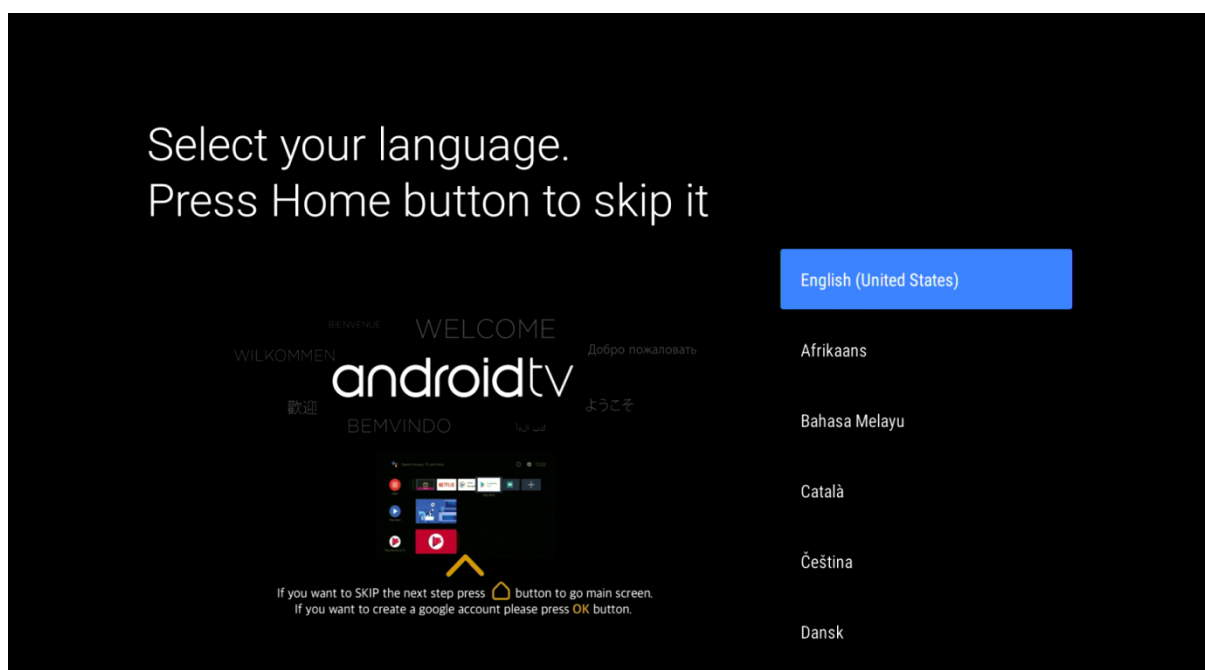 Select your language.
Press Home button to skip it
English (United States)
Afrikaans
Bahasa Melayu
Català
Čeština
Dansk
BIENVENUE
WELCOME
WILKOMMEN
Добро пожаловать
androidtv
歡迎
ようこそ
BEMVINDO
NETFLIX
If you want to SKIP the next step press button to go main screen.
If you want to create a google account please press OK button.